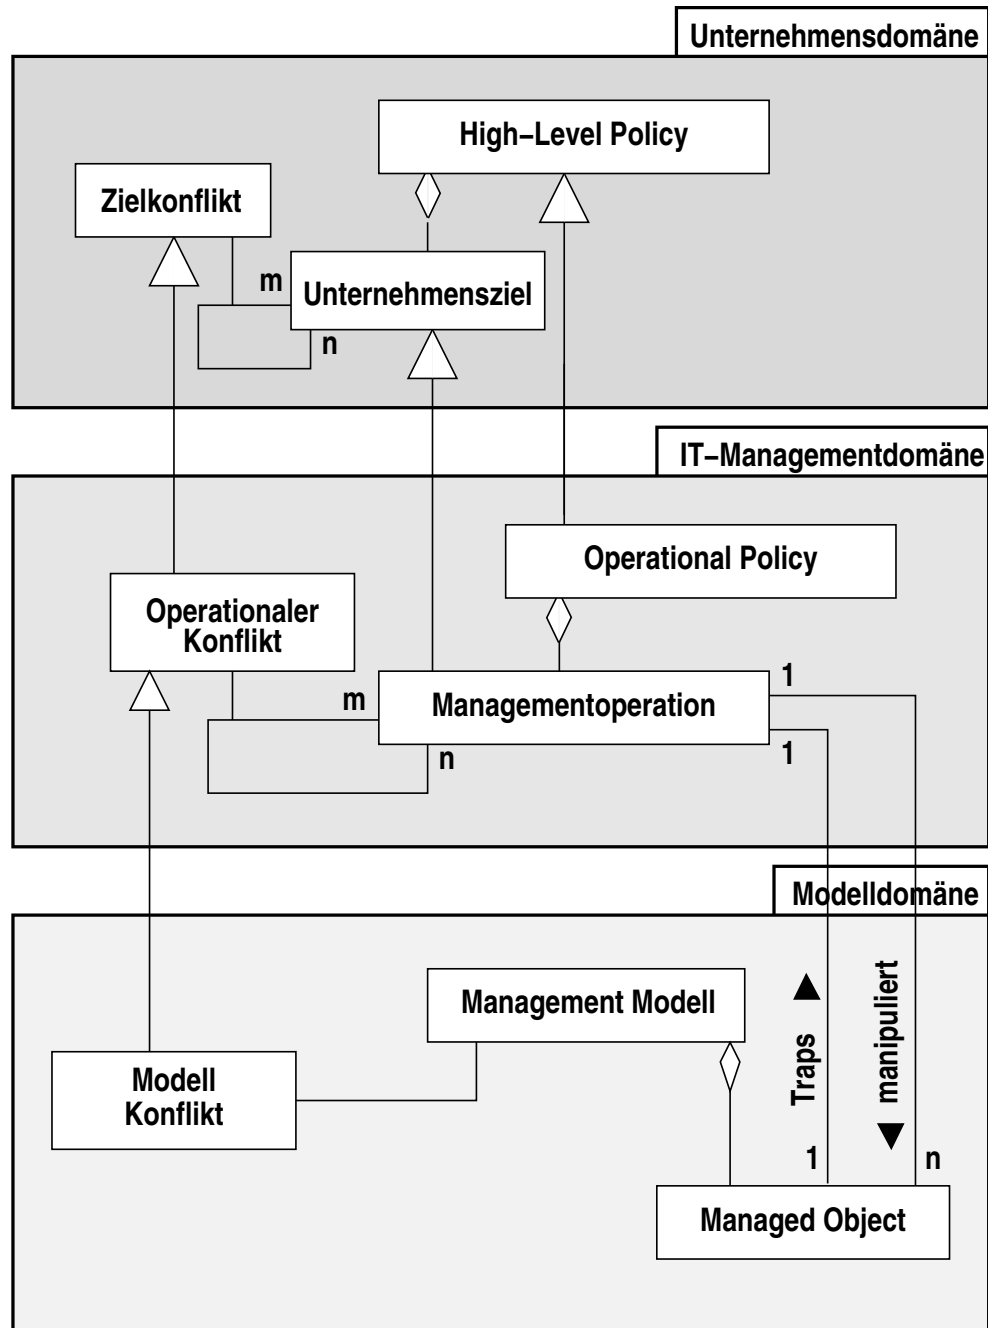 Unternehmensdomäne
High–Level Policy
Zielkonflikt
m
Unternehmensziel
n
IT–Managementdomäne
Operational Policy
Operationaler
Konflikt
1
m
Managementoperation
1
n
Modelldomäne
Management Modell
Traps
manipuliert
Modell
Konflikt
1
n
Managed Object